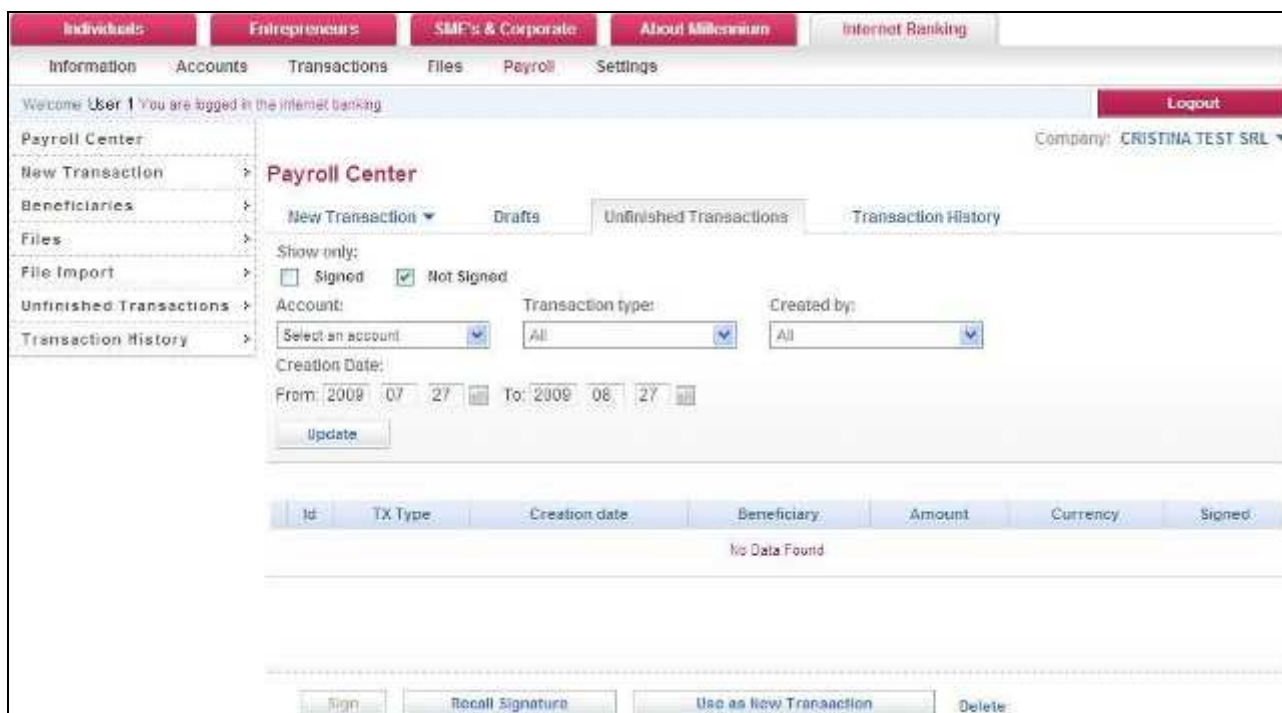 Individuals Entrepreneurs SME's & Corporate About Millennium Internet Banking
Information Accounts Transactions Files Payroll Settings
Welcome User 1 You are logged in the internet banking Logout
Payroll Center Company: CRISTINA TEST SRL
New Transaction
Beneficiaries
Files
File Import
Unfinished Transactions
Transaction History
Payroll Center
New Transaction Drafts Unfinished Transactions Transaction History
Show only:
Signed Not Signed
Account: Transaction type: Created by:
Select an account All All
Creation Date:
From: 2009 07 27 To: 2009 08 27
Update
Id TX Type Creation date Beneficiary Amount Currency Signed
No Data Found
Sign Recall Signature Use as New Transaction Delete